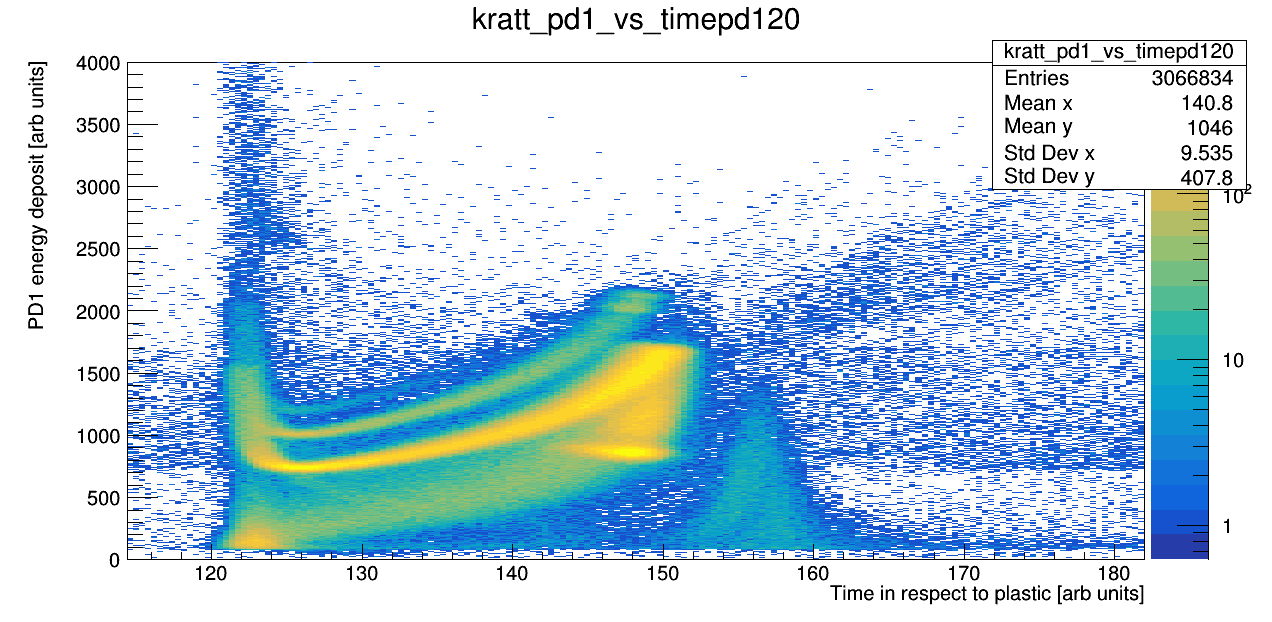 kratt_pd1_vs_timepd120
kratt_pd1_vs_timepd120
Entries 3066834
Mean x 140.8
Mean y 1046
Std Dev x 9.535
Std Dev y 407.8
PD1 energy deposit [arb units]
4000
3500
3000
2500
2000
1500
1000
500
0
120 130 140 150 160 170 180
Time in respect to plastic [arb units]
10²
10
1